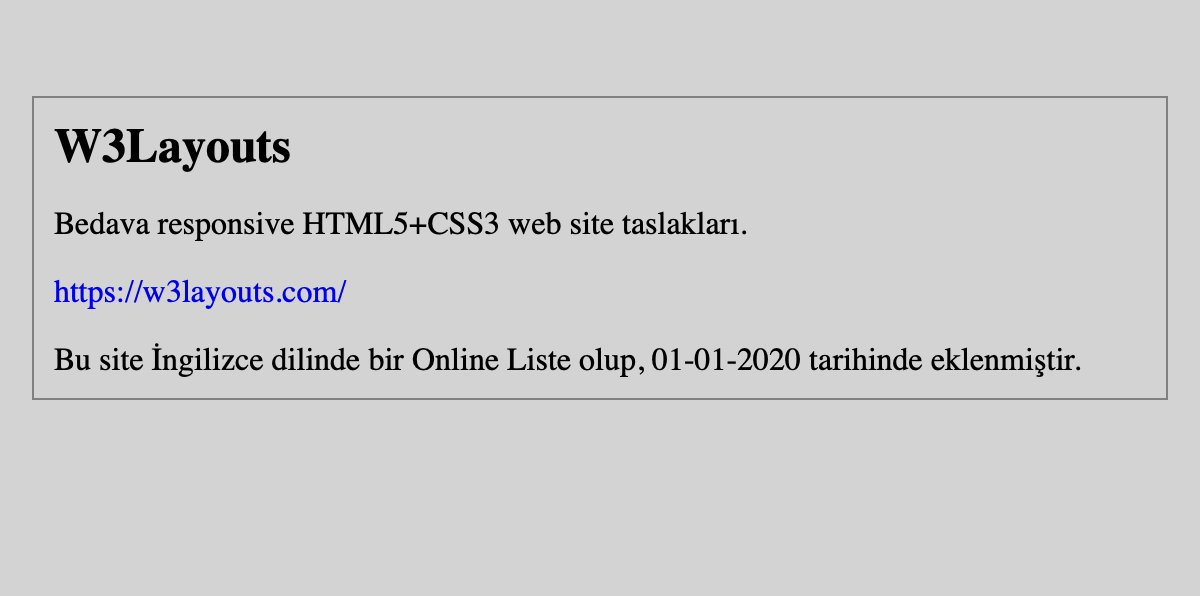 W3Layouts
Bedava responsive HTML5+CSS3 web site taslakları.
https://w3layouts.com/
Bu site İngilizce dilinde bir Online Liste olup, 01-01-2020 tarihinde eklenmiştir.